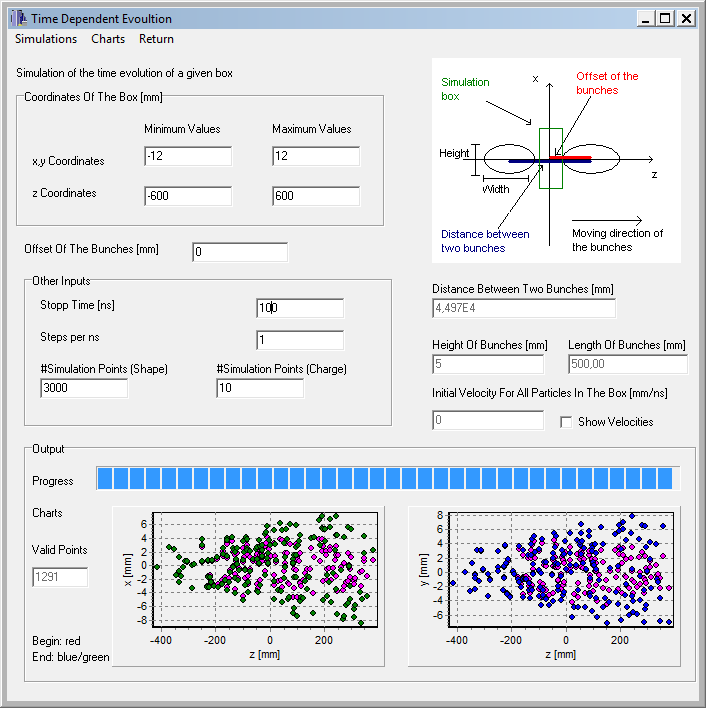 Time Dependent Evoultion
Simulations Charts Return
Simulation of the time evolution of a given box
Coordinates Of The Box [mm]
Minimum Values Maximum Values
x,y Coordinates -12 12
z Coordinates -600 600
Offset Of The Bunches [mm] 0
Other Inputs
Stopp Time [ns] 100
Steps per ns 1
#Simulation Points (Shape) #Simulation Points (Charge)
3000 10
Simulation
box
x
Offset of the
bunches
Height
z
Width
Distance between
two bunches
Moving direction of
the bunches
Distance Between Two Bunches [mm]
4,497E4
Height Of Bunches [mm] Length Of Bunches [mm]
5 500,00
Initial Velocity For All Particles In The Box [mm/ns]
0 Show Velocities
Output
Progress
Charts
Valid Points
1291
Begin: red
End: blue/green
x [mm]
6
4
2
0
-2
-4
-6
-8
-400 -200 0 200
z [mm]
y [mm]
8
6
4
2
0
-2
-4
-6
-400 -200 0 200
z [mm]